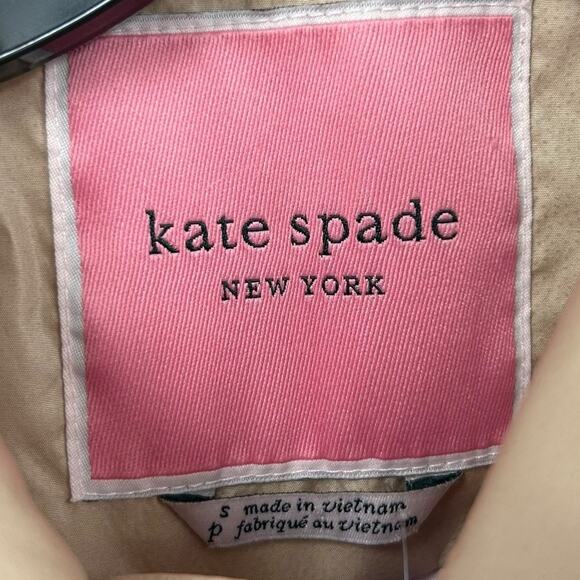 kate spade
NEW YORK
s made in vietnam
p fabriqué au vietnam